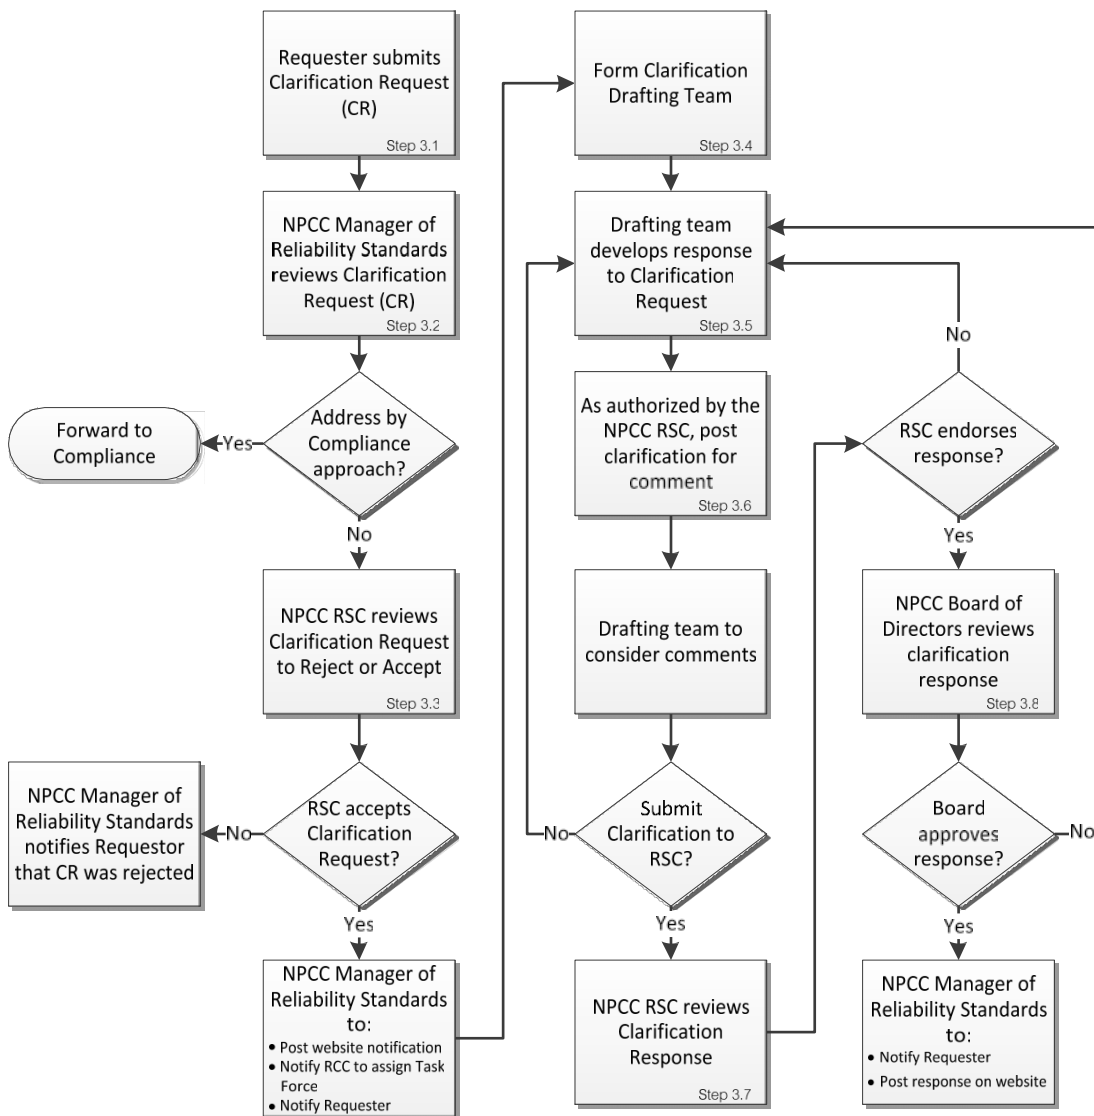 Requester submits
Clarification Request
(CR)
Step 3.1
NPCC Manager of
Reliability Standards
reviews Clarification
Request (CR)
Step 3.2
Address by
Compliance
approach?
Yes
Forward to
Compliance
No
NPCC RSC reviews
Clarification Request
to Reject or Accept
Step 3.3
RSC accepts
Clarification
Request?
No
NPCC Manager of
Reliability Standards
notifies Requestor
that CR was rejected
Yes
NPCC Manager of
Reliability Standards
to:
• Post website notification
• Notify RCC to assign Task
Force
• Notify Requester
Form Clarification
Drafting Team
Step 3.4
Drafting team
develops response
to Clarification
Request
Step 3.5
As authorized by the
NPCC RSC, post
clarification for
comment
Step 3.6
Drafting team to
consider comments
Submit
Clarification to
RSC?
No
Yes
NPCC RSC reviews
Clarification
Response
Step 3.7
No
RSC endorses
response?
Yes
NPCC Board of
Directors reviews
clarification
response
Step 3.8
Board
approves
response?
No
Yes
NPCC Manager of
Reliability Standards
to:
• Notify Requester
• Post response on website